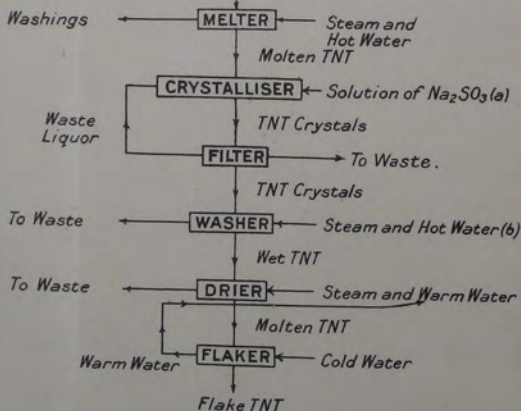 Washings
MELTER
Steam and
Hot Water
Molten TNT
CRYSTALLISER
Solution of Na₂SO₃(a)
Waste
Liquor
TNT Crystals
FILTER
To Waste.
TNT Crystals
To Waste
WASHER
Steam and Hot Water(b)
Wet TNT
To Waste
DRIER
Steam and Warm Water
Molten TNT
Warm Water
FLAKER
Cold Water
Flake TNT